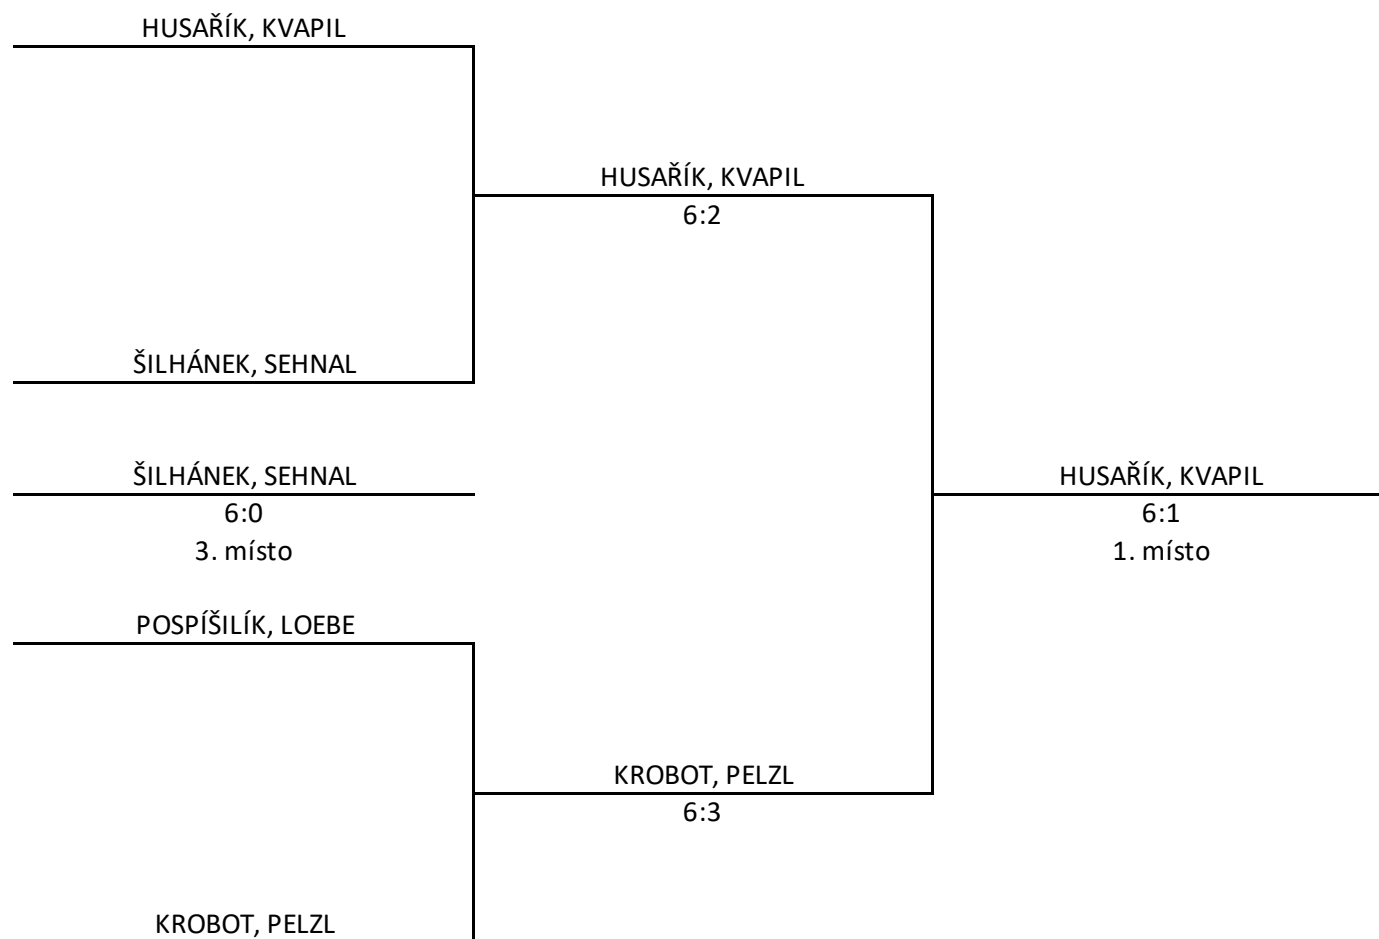 HUSAŘÍK, KVAPIL
HUSAŘÍK, KVAPIL
6:2
ŠILHÁNEK, SEHNAL
ŠILHÁNEK, SEHNAL
6:0
3. místo
HUSAŘÍK, KVAPIL
6:1
1. místo
POSPÍŠILÍK, LOEBE
KROBOT, PELZL
6:3
KROBOT, PELZL